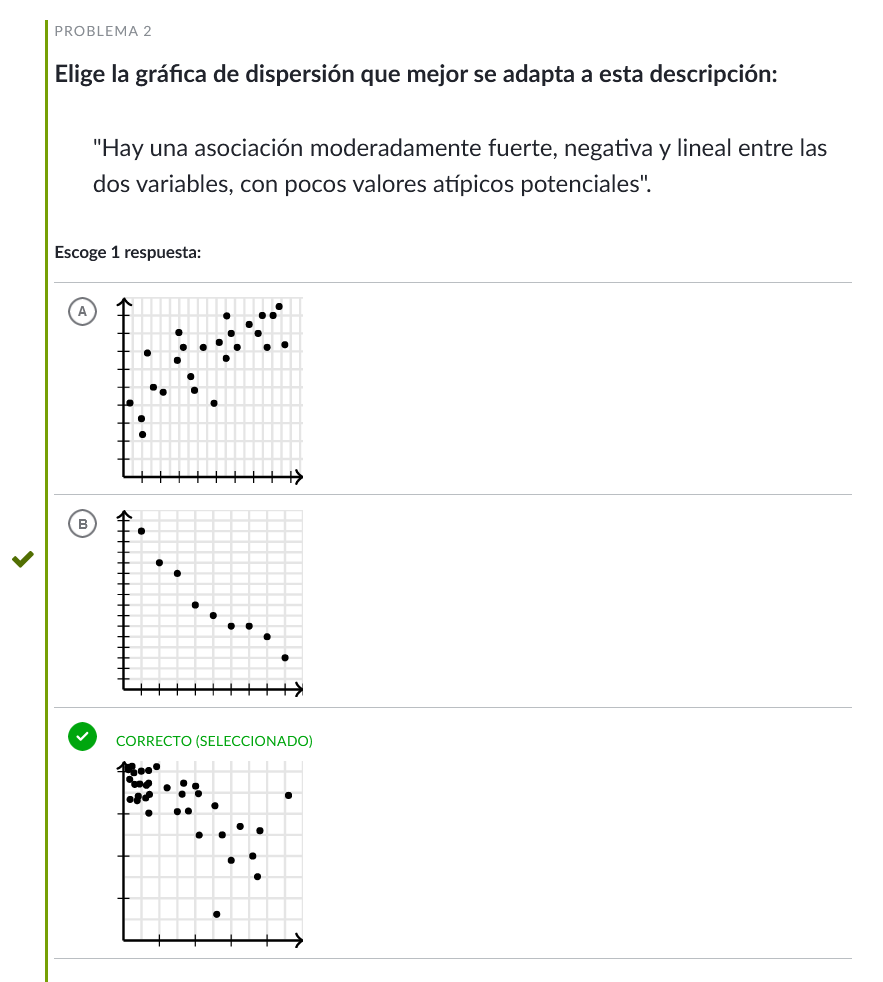 PROBLEMA 2
Elige la gráfica de dispersión que mejor se adapta a esta descripción:
"Hay una asociación moderadamente fuerte, negativa y lineal entre las
dos variables, con pocos valores atípicos potenciales".
Escoge 1 respuesta:
A
B
CORRECTO (SELECCIONADO)